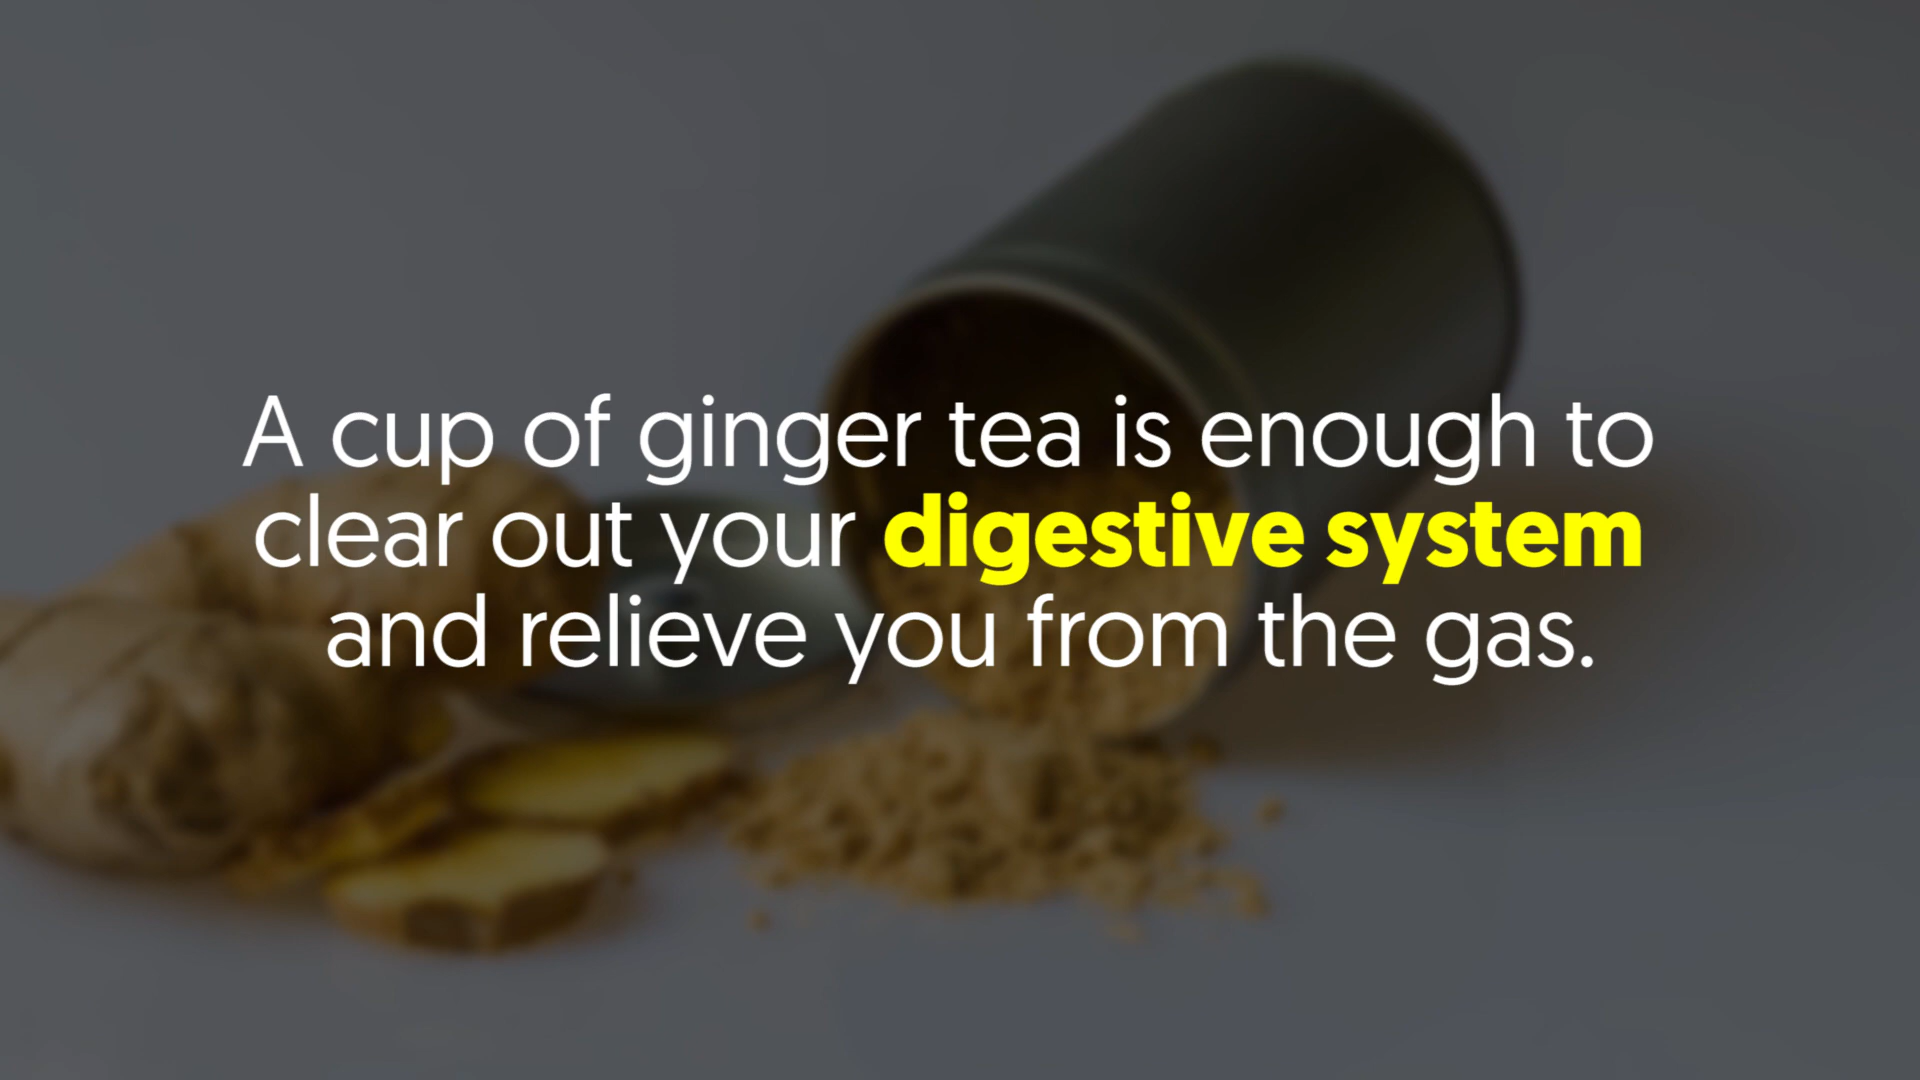 A cup of ginger tea is enough to
clear out your digestive system
and relieve you from the gas.